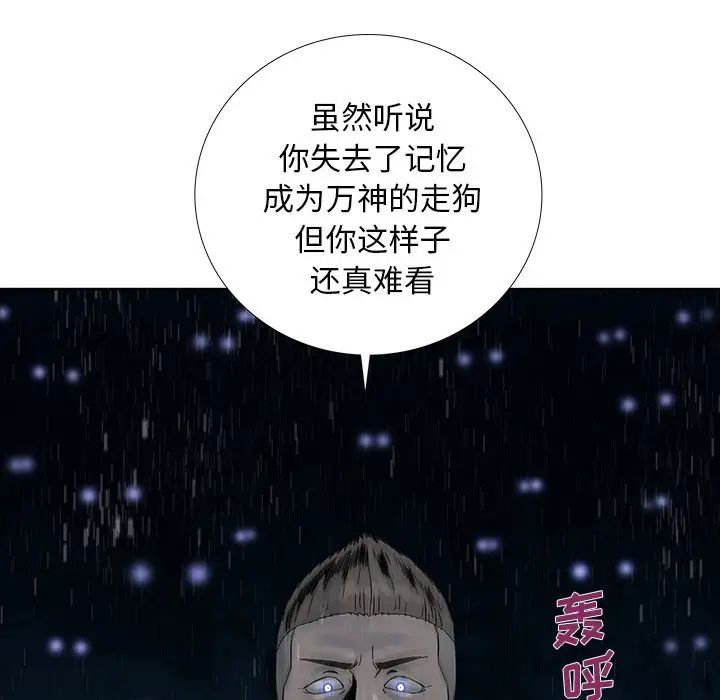 虽然听说
你失去了记忆
成为万神的走狗
但你这样子
还真难看
轰
呼